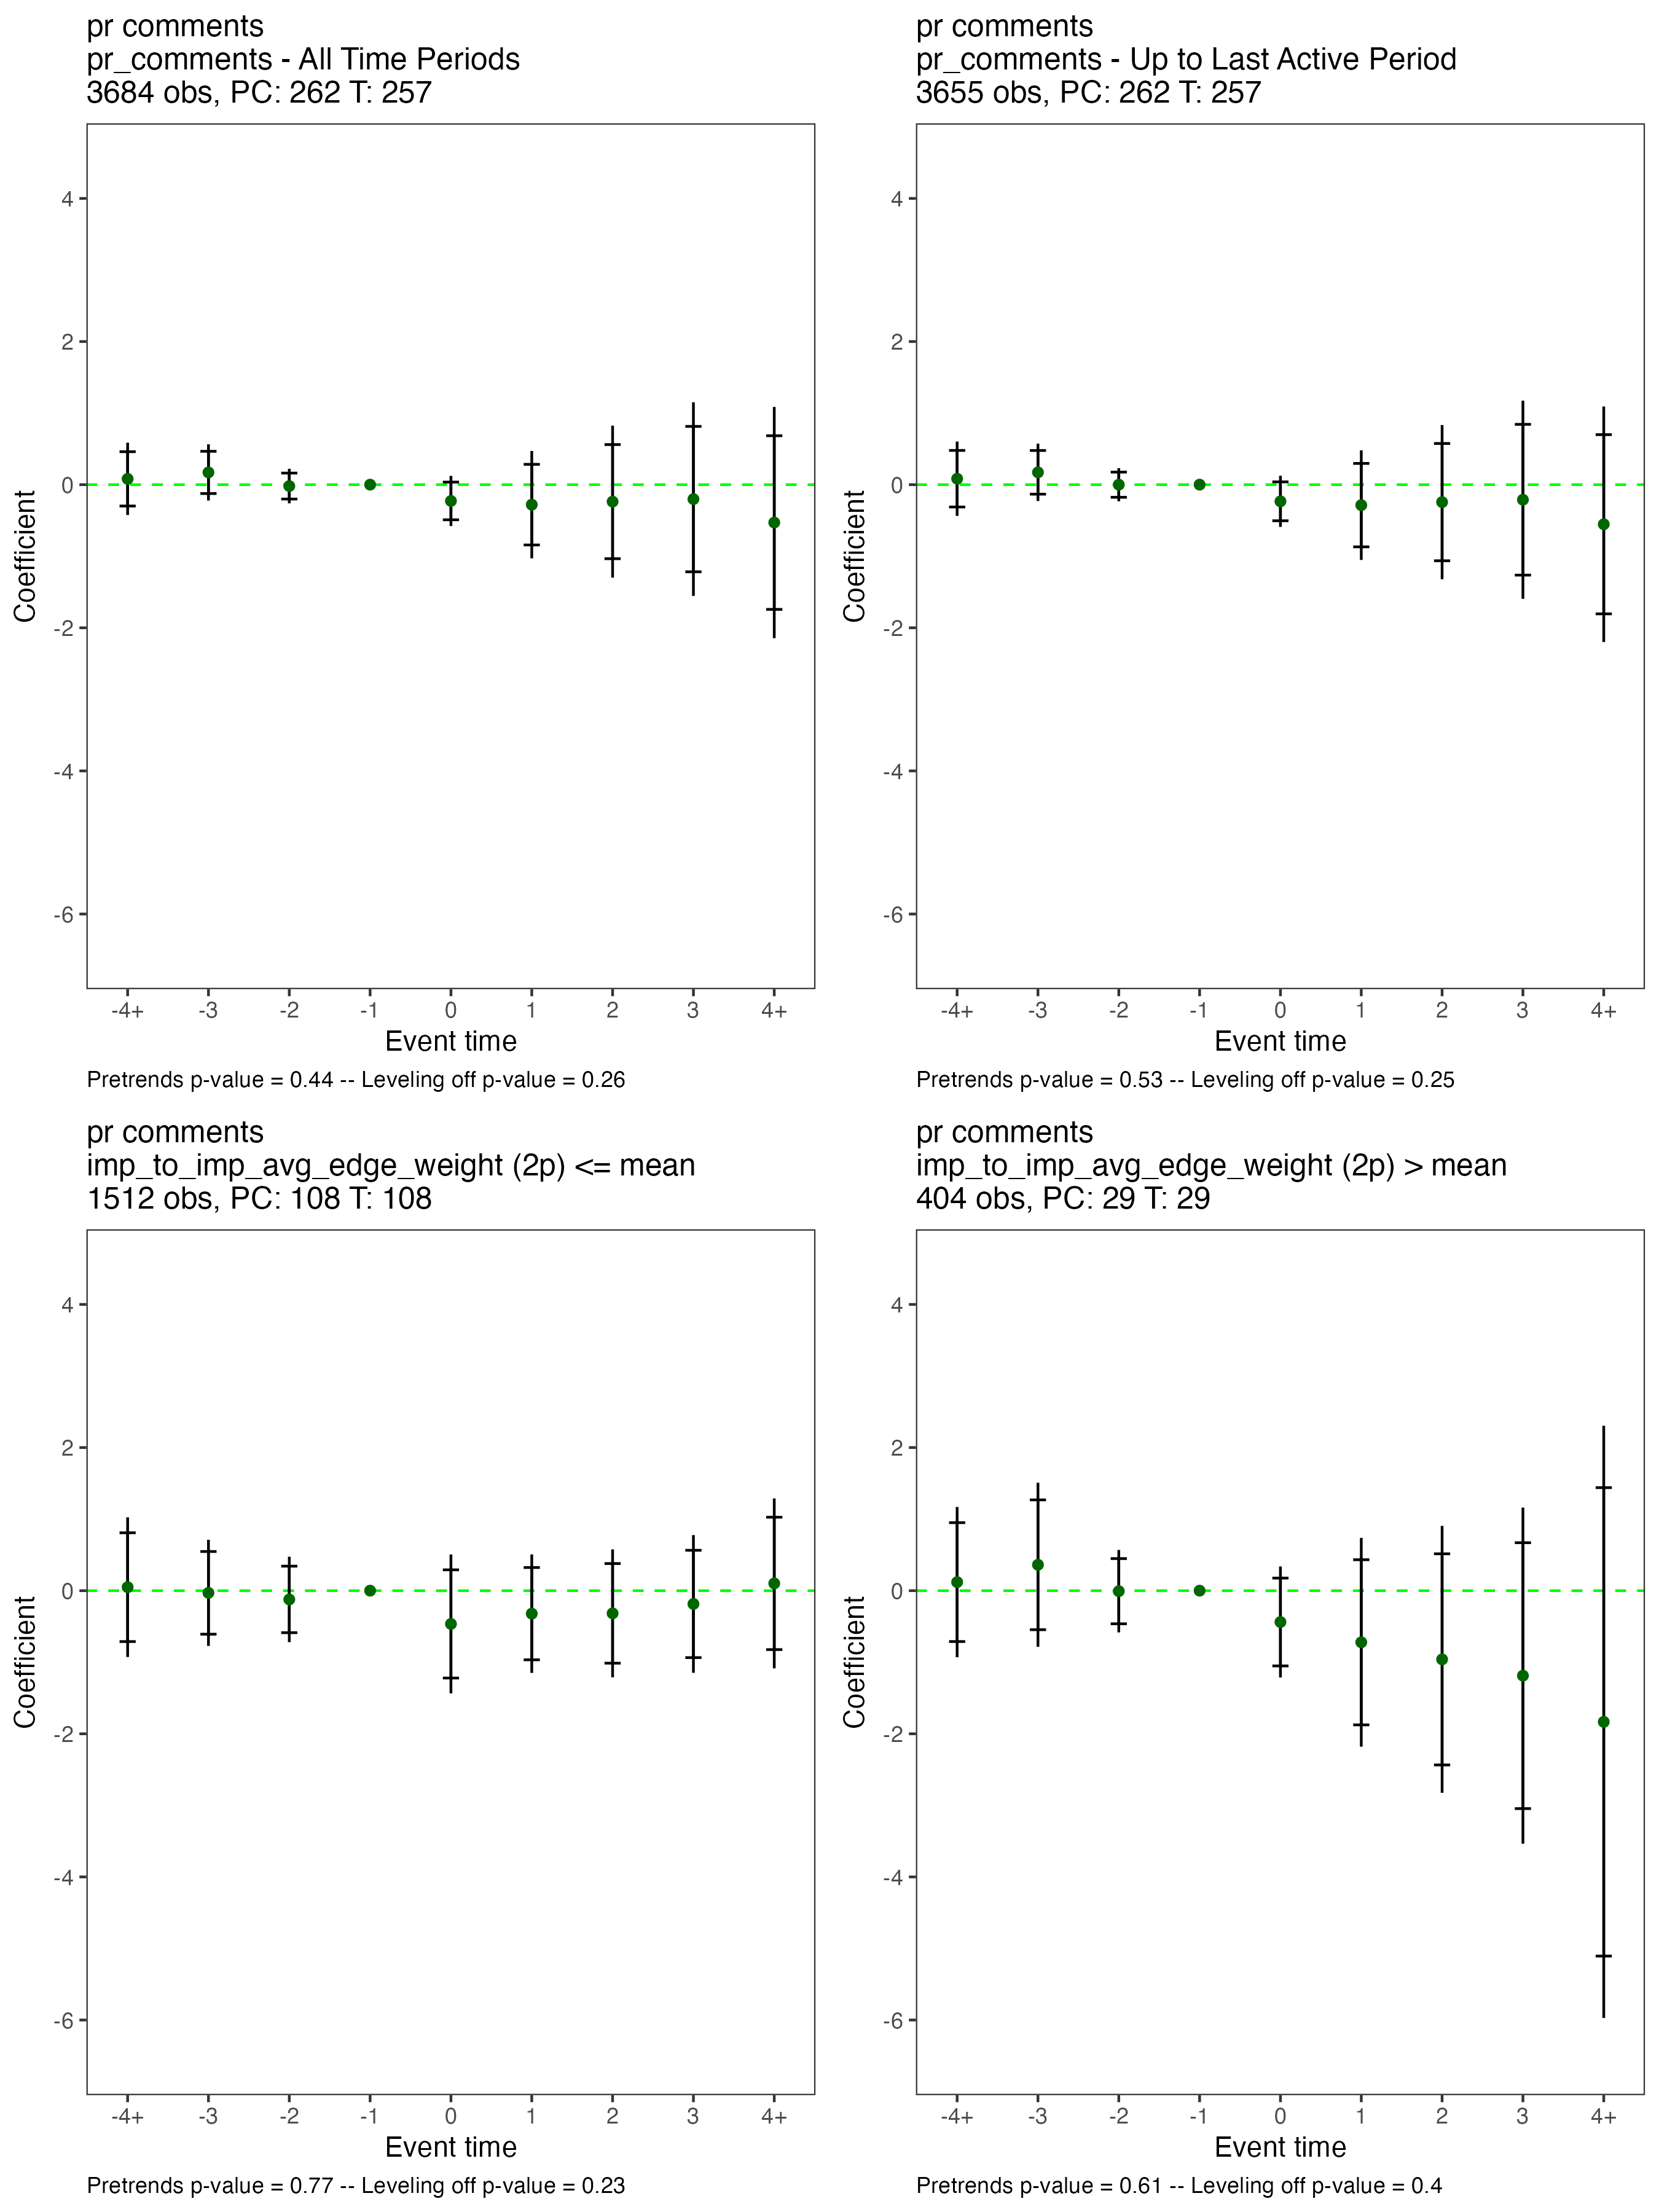 pr comments
pr_comments - All Time Periods
3684 obs, PC: 262 T: 257
4
2
0
-2
-4
-6
Coefficient
-4+ -3 -2 -1 0 1 2 3 4+
Event time
Pretrends p-value = 0.44 -- Leveling off p-value = 0.26
pr comments
pr_comments - Up to Last Active Period
3655 obs, PC: 262 T: 257
4
2
0
-2
-4
-6
Coefficient
-4+ -3 -2 -1 0 1 2 3 4+
Event time
Pretrends p-value = 0.53 -- Leveling off p-value = 0.25
pr comments
imp_to_imp_avg_edge_weight (2p) <= mean
1512 obs, PC: 108 T: 108
4
2
0
-2
-4
-6
Coefficient
-4+ -3 -2 -1 0 1 2 3 4+
Event time
Pretrends p-value = 0.77 -- Leveling off p-value = 0.23
pr comments
imp_to_imp_avg_edge_weight (2p) > mean
404 obs, PC: 29 T: 29
4
2
0
-2
-4
-6
Coefficient
-4+ -3 -2 -1 0 1 2 3 4+
Event time
Pretrends p-value = 0.61 -- Leveling off p-value = 0.4